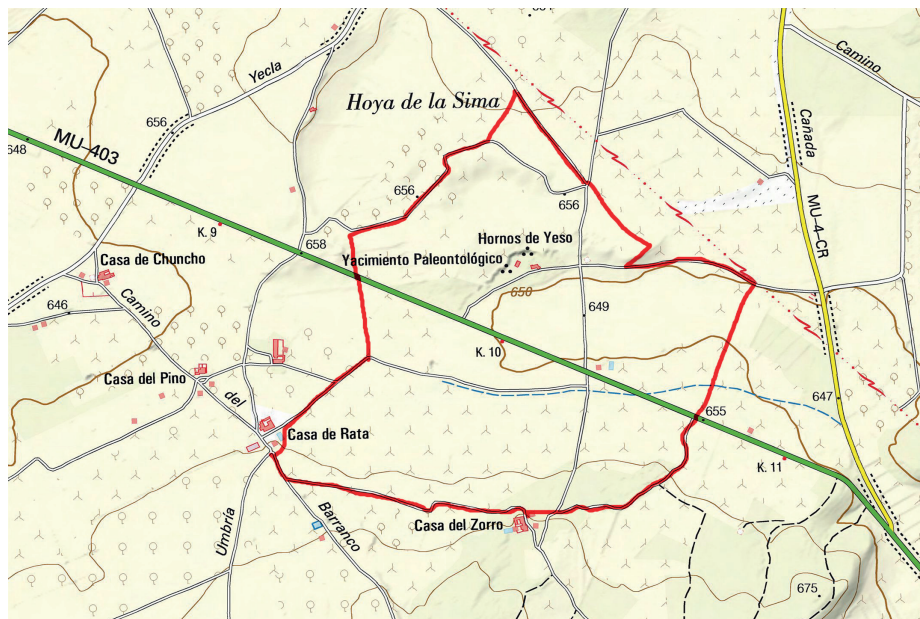 Yecla
Hoya de la Sima
Camino
656
MU-403
648
Cañada
MU-4-CR
656
656
K. 9
658
Hornos de Yeso
Yacimiento Paleontológico
Casa de Chuncho
650
646
Camino
649
K. 10
Casa del Pino
del
647
655
Casa de Rata
K. 11
Casa del Zorro
Barranco
Umbría
675